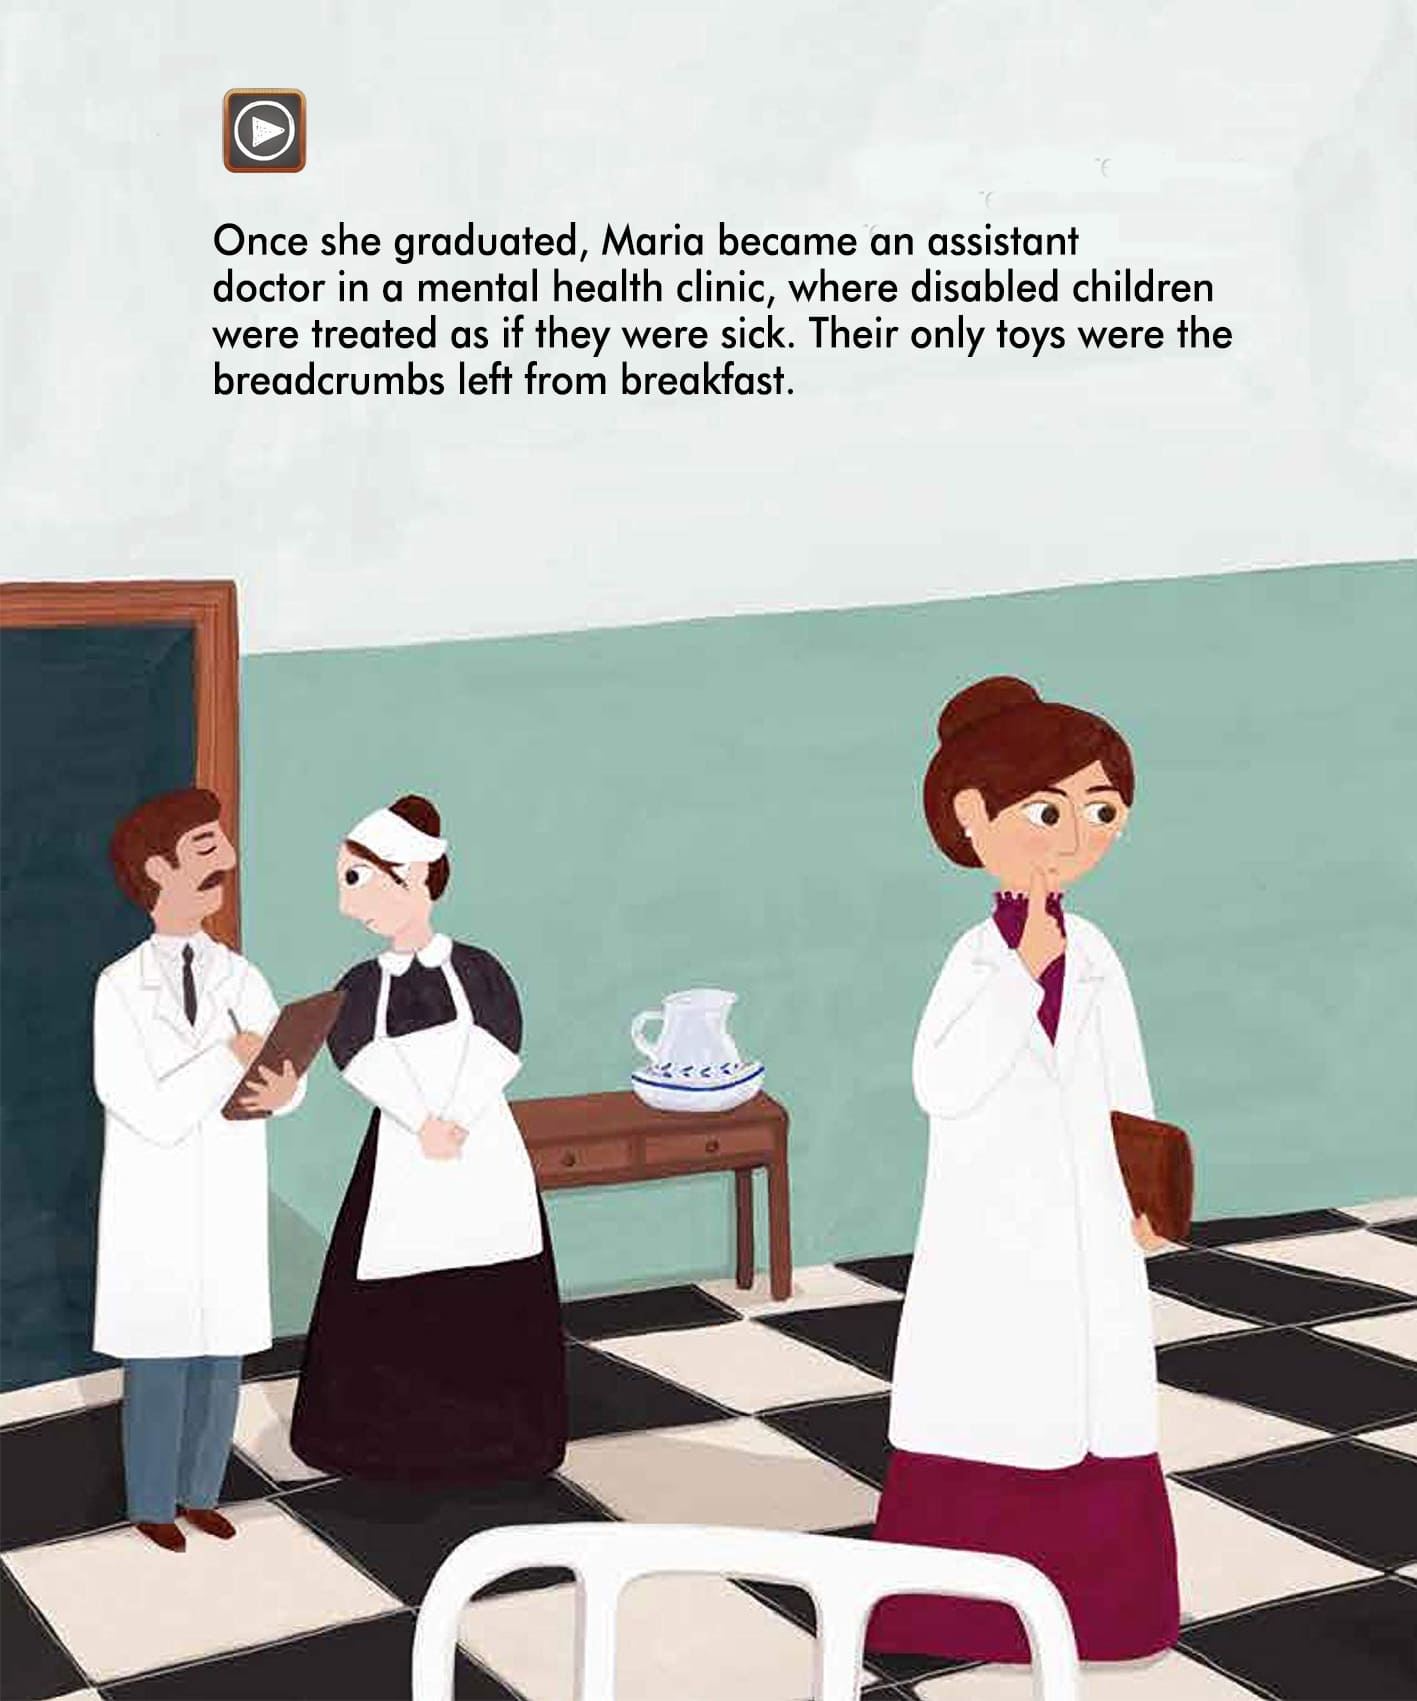 Once she graduated, Maria became an assistant
doctor in a mental health clinic, where disabled children
were treated as if they were sick. Their only toys were the
breadcrumbs left from breakfast.